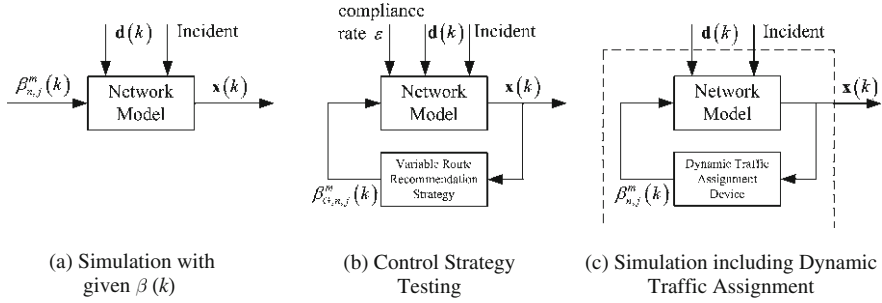 d(k)
Incident
β^m_{n,j}(k)
Network
Model
x(k)
(a) Simulation with
given β (k)
compliance
rate ε
d(k)
Incident
Network
Model
x(k)
Variable Route
Recommendation
Strategy
β^m_{G,n,j}(k)
(b) Control Strategy
Testing
d(k)
Incident
Network
Model
x(k)
Dynamic Traffic
Assignment
Device
β^m_{n,j}(k)
(c) Simulation including Dynamic
Traffic Assignment